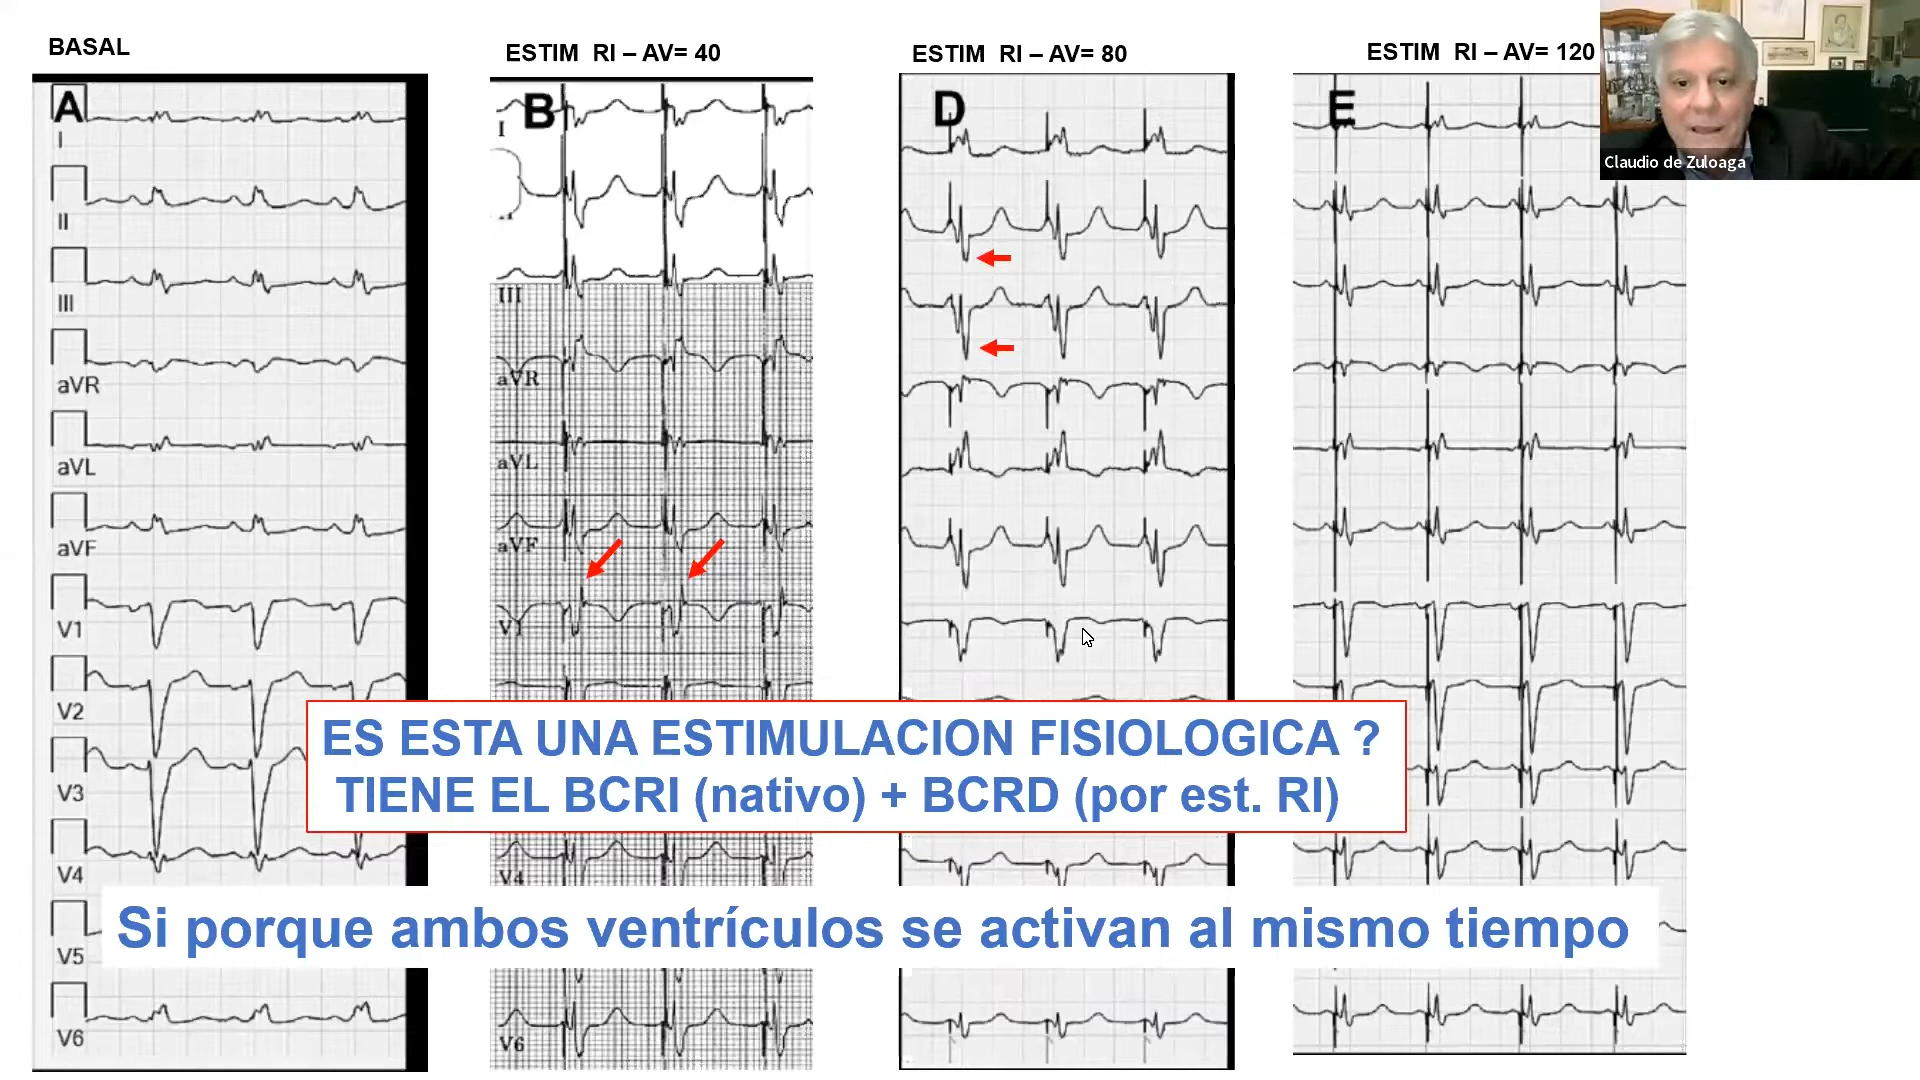 BASAL
ESTIM RI – AV= 40
ESTIM RI – AV= 80
ESTIM RI – AV= 120
Claudio de Zuloaga
A
I
II
III
aVR
aVL
aVF
V1
V2
V3
V4
V5
V6
B
I
III
aVR
aVL
aVF
V1
V4
V6
D
E
ES ESTA UNA ESTIMULACION FISIOLOGICA ?
TIENE EL BCRI (nativo) + BCRD (por est. RI)
Si porque ambos ventrículos se activan al mismo tiempo